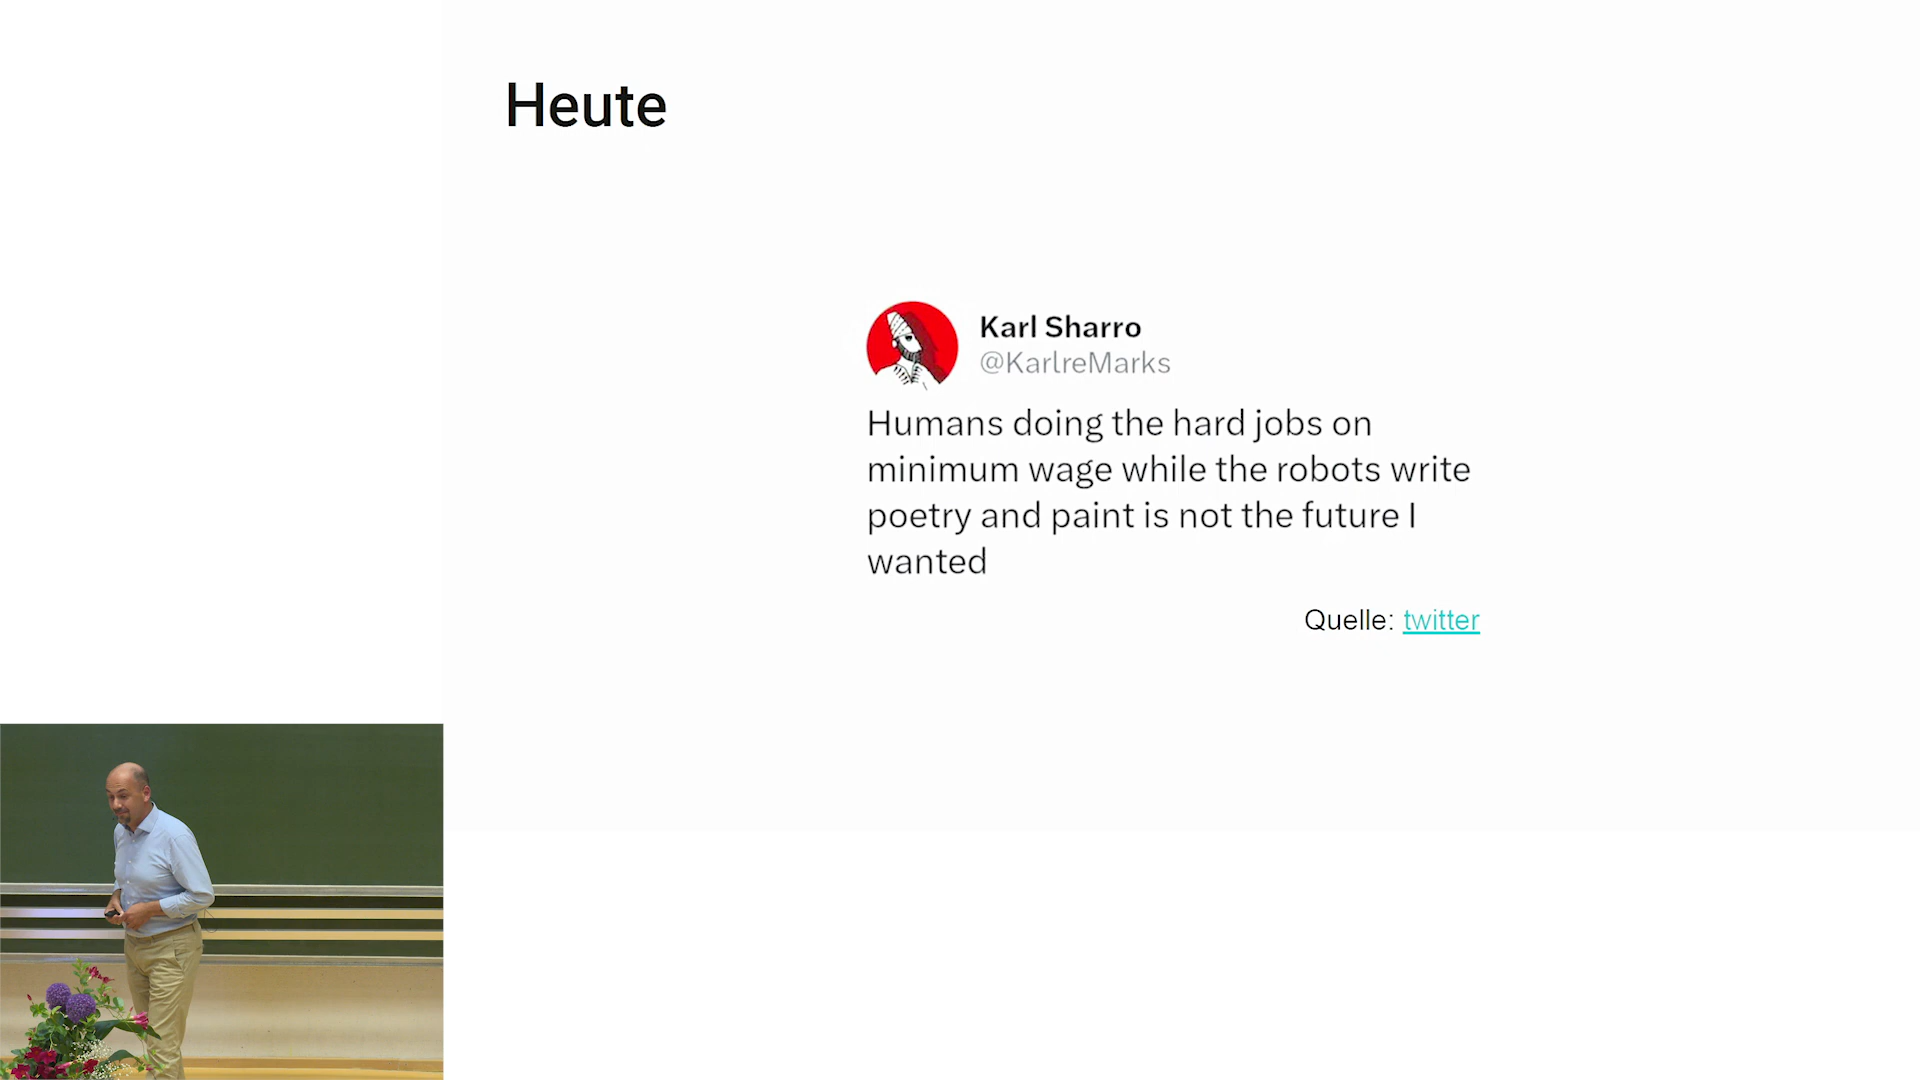 Heute
Karl Sharro
@KarlreMarks
Humans doing the hard jobs on
minimum wage while the robots write
poetry and paint is not the future I
wanted
Quelle: twitter